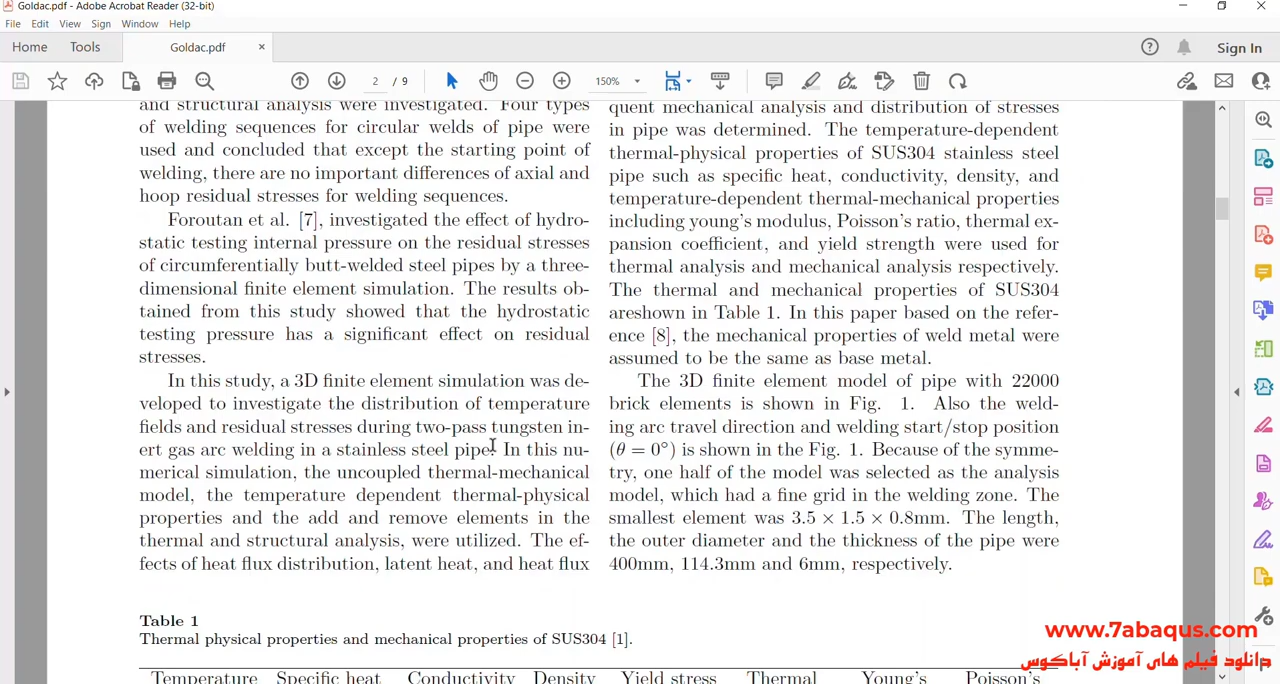 Goldac.pdf - Adobe Acrobat Reader (32-bit)
File Edit View Sign Window Help
Home Tools Goldac.pdf × Sign In
2 / 9 150%
and structural analysis were investigated. Four types
of welding sequences for circular welds of pipe were
used and concluded that except the starting point of
welding, there are no important differences of axial and
hoop residual stresses for welding sequences.
Foroutan et al. [7], investigated the effect of hydro-
static testing internal pressure on the residual stresses
of circumferentially butt-welded steel pipes by a three-
dimensional finite element simulation. The results ob-
tained from this study showed that the hydrostatic
testing pressure has a significant effect on residual
stresses.
In this study, a 3D finite element simulation was de-
veloped to investigate the distribution of temperature
fields and residual stresses during two-pass tungsten in-
ert gas arc welding in a stainless steel pipe. In this nu-
merical simulation, the uncoupled thermal-mechanical
model, the temperature dependent thermal-physical
properties and the add and remove elements in the
thermal and structural analysis, were utilized. The ef-
fects of heat flux distribution, latent heat, and heat flux
quent mechanical analysis and distribution of stresses
in pipe was determined. The temperature-dependent
thermal-physical properties of SUS304 stainless steel
pipe such as specific heat, conductivity, density, and
temperature-dependent thermal-mechanical properties
including young's modulus, Poisson's ratio, thermal ex-
pansion coefficient, and yield strength were used for
thermal analysis and mechanical analysis respectively.
The thermal and mechanical properties of SUS304
areshown in Table 1. In this paper based on the refer-
ence [8], the mechanical properties of weld metal were
assumed to be the same as base metal.
The 3D finite element model of pipe with 22000
brick elements is shown in Fig. 1. Also the weld-
ing arc travel direction and welding start/stop position
(θ = 0°) is shown in the Fig. 1. Because of the symme-
try, one half of the model was selected as the analysis
model, which had a fine grid in the welding zone. The
smallest element was 3.5 × 1.5 × 0.8mm. The length,
the outer diameter and the thickness of the pipe were
400mm, 114.3mm and 6mm, respectively.
Table 1
Thermal physical properties and mechanical properties of SUS304 [1].
Temperature Specific heat Conductivity Density Yield stress Thermal Young's Poisson's
www.7abaqus.com
دانلود فیلم های آموزش آباکوس